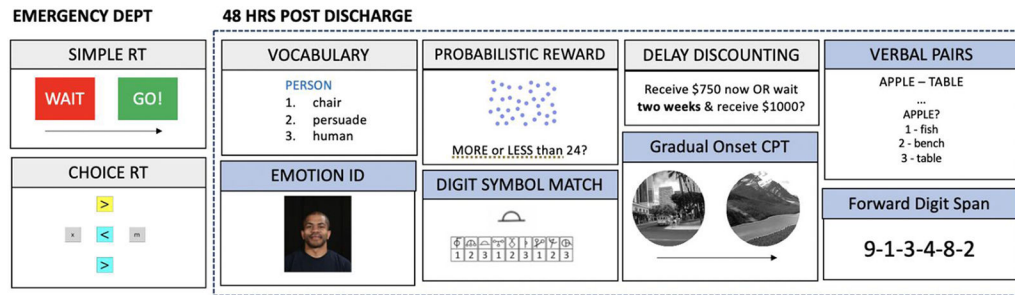 EMERGENCY DEPT
48 HRS POST DISCHARGE
SIMPLE RT
WAIT
GO!
CHOICE RT
>
x
<
m
>
VOCABULARY
PERSON
1. chair
2. persuade
3. human
EMOTION ID
PROBABILISTIC REWARD
MORE or LESS than 24?
DIGIT SYMBOL MATCH
1 2 3 1 2 3 1 2 3
DELAY DISCOUNTING
Receive $750 now OR wait
two weeks & receive $1000?
Gradual Onset CPT
VERBAL PAIRS
APPLE – TABLE
...
APPLE?
1 - fish
2 - bench
3 - table
Forward Digit Span
9-1-3-4-8-2